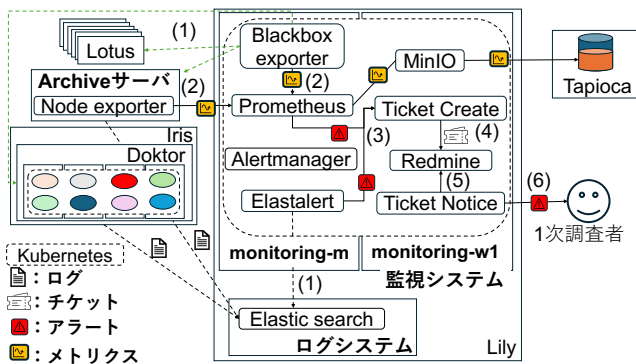 (1)
Lotus
Blackbox
exporter
MinIO
Tapioca
Archiveサーバ
(2)
(2)
Node exporter
Prometheus
Ticket Create
(3)
(4)
Iris
Doktor
Alertmanager
Redmine
Elastalert
(5)
Ticket Notice
(6)
1次調査者
Kubernetes
monitoring-m
monitoring-w1
監視システム
:ログ
:チケット
:アラート
:メトリクス
(1)
Elastic search
ログシステム
Lily